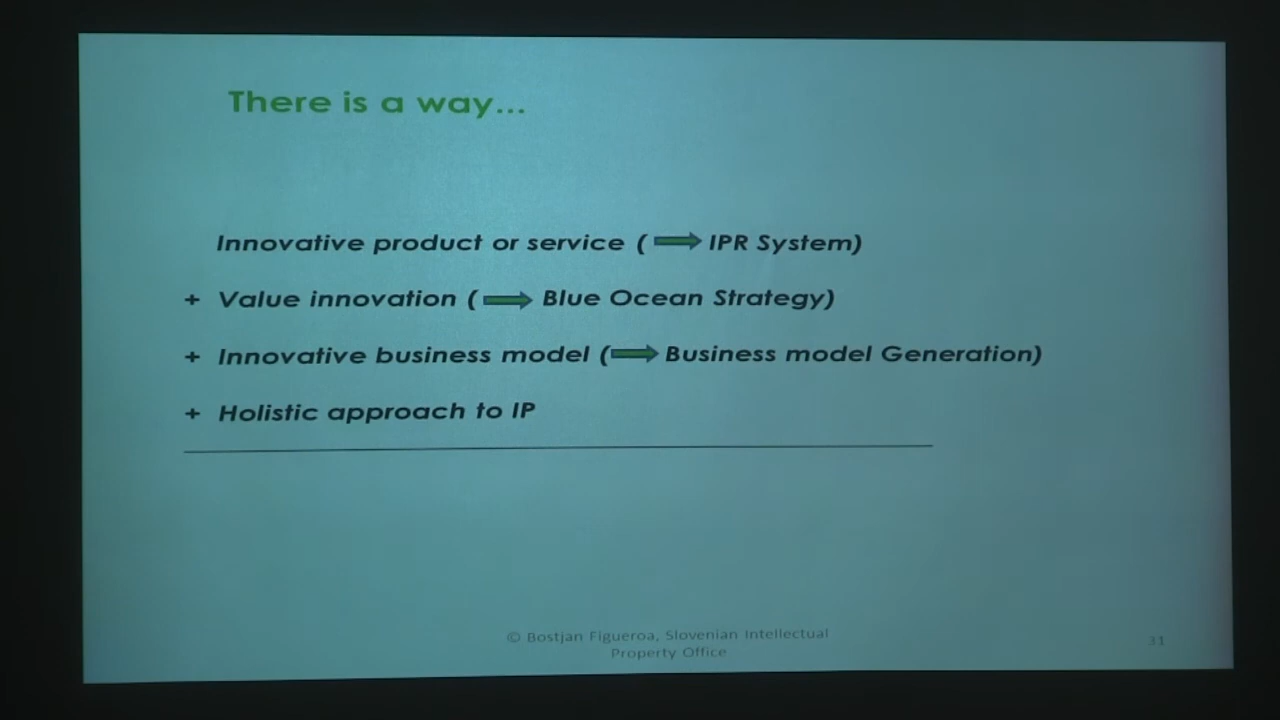 There is a way...
Innovative product or service ( IPR System)
+ Value innovation ( Blue Ocean Strategy)
+ Innovative business model ( Business model Generation)
+ Holistic approach to IP
© Bostjan Figueroa, Slovenian Intellectual
Property Office
31